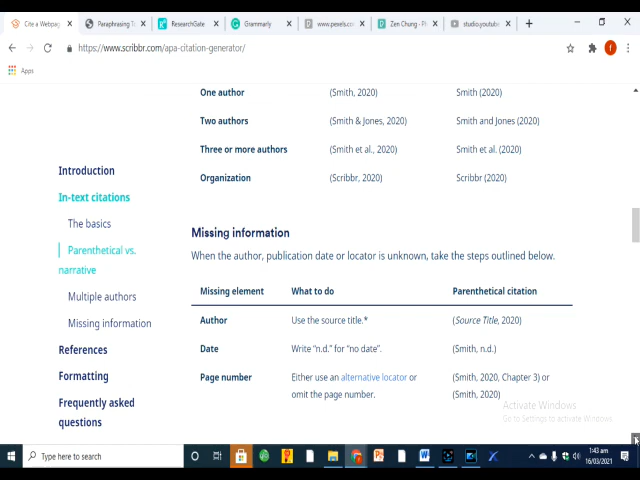 Cite a Webpa
Paraphrasing To
ResearchGate
Grammarly
www.pexels.com
Zen Chung - P
studio.youtube
https://www.scribbr.com/apa-citation-generator/
f
Apps
One author (Smith, 2020) Smith (2020)
Two authors (Smith & Jones, 2020) Smith and Jones (2020)
Three or more authors (Smith et al., 2020) Smith et al. (2020)
Organization (Scribbr, 2020) Scribbr (2020)
Introduction
In-text citations
The basics
Parenthetical vs.
narrative
Multiple authors
Missing information
References
Formatting
Frequently asked
questions
Missing information
When the author, publication date or locator is unknown, take the steps outlined below.
Missing element What to do Parenthetical citation
Author Use the source title.* (Source Title, 2020)
Date Write “n.d.” for “no date”. (Smith, n.d.)
Page number Either use an alternative locator or (Smith, 2020, Chapter 3) or
omit the page number. (Smith, 2020)
Activate Windows
Go to Settings to activate Windows.
Type here to search
1:43 am
16/03/2021